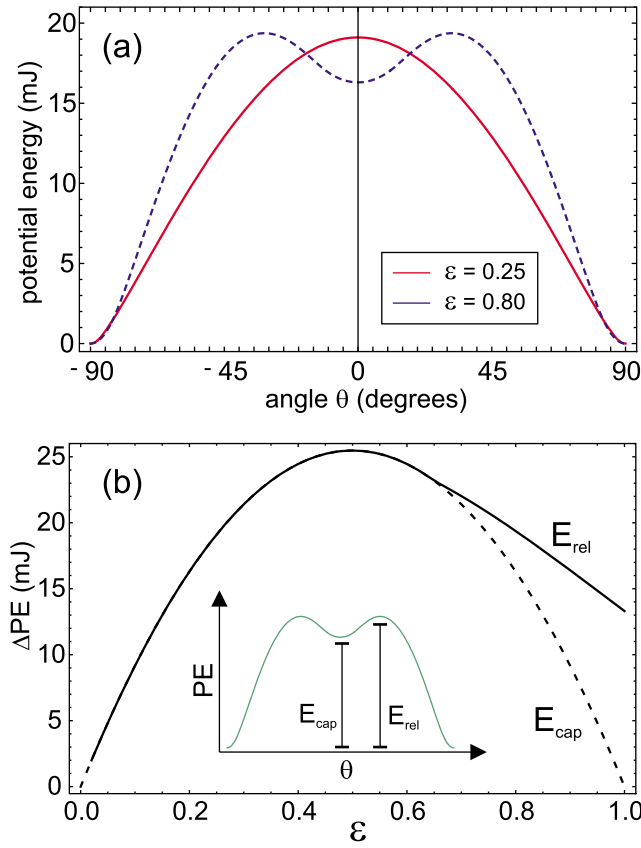 (a)
potential energy (mJ)
20
15
10
5
0
ε = 0.25
ε = 0.80
- 90 - 45 0 45 90
angle θ (degrees)
(b)
ΔPE (mJ)
25
20
15
10
5
0
E_rel
E_cap
PE
E_cap E_rel
θ
0.0 0.2 0.4 0.6 0.8 1.0
ε